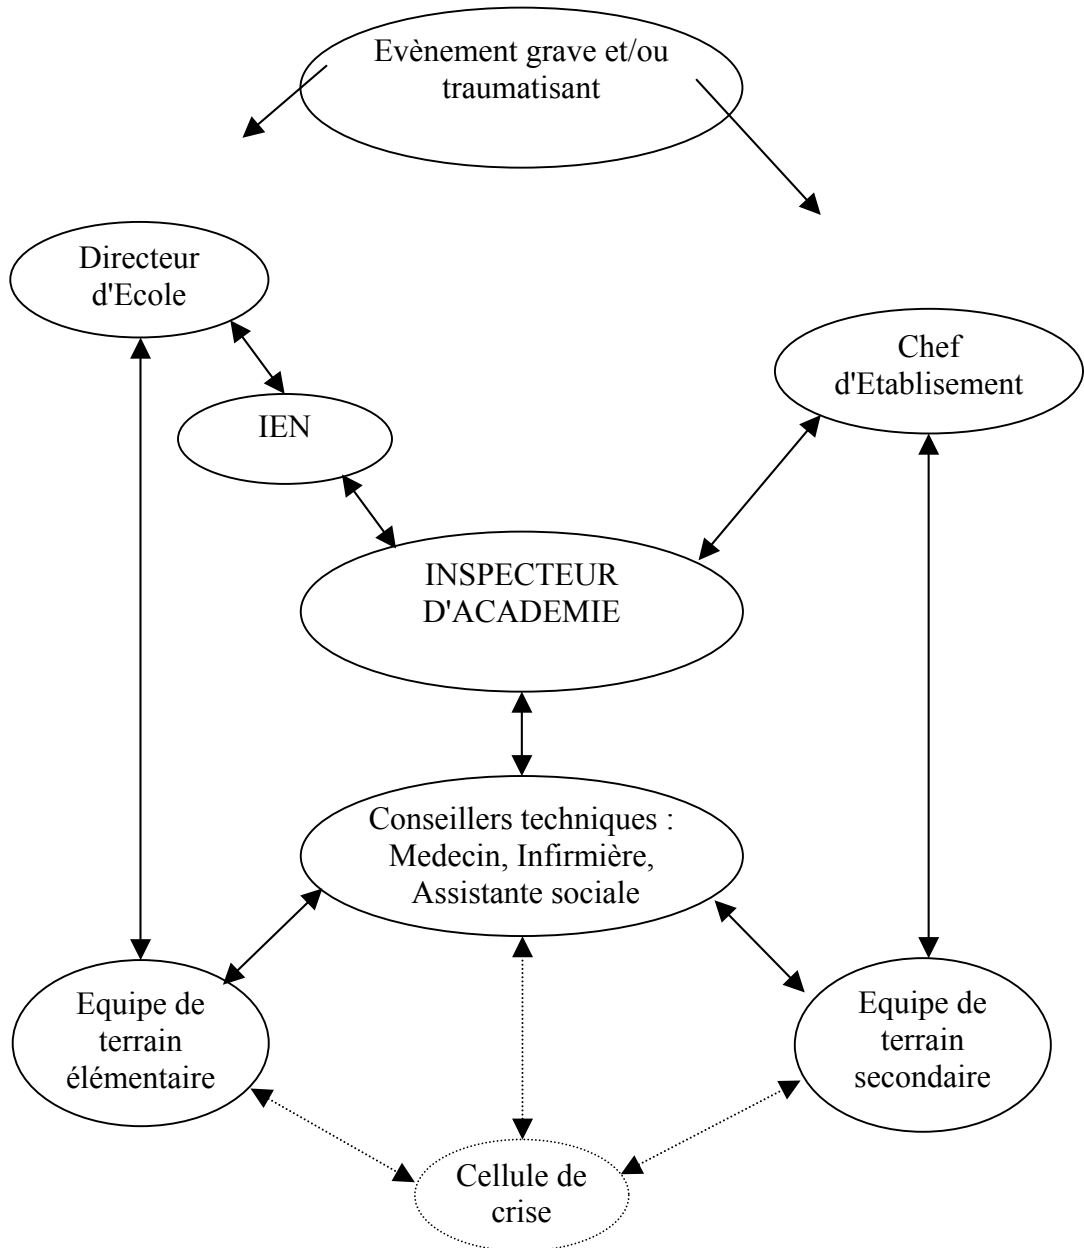 Evènement grave et/ou
traumatisant
Directeur
d'Ecole
Chef
d'Etablisement
IEN
INSPECTEUR
D'ACADEMIE
Conseillers techniques :
Medecin, Infirmière,
Assistante sociale
Equipe de
terrain
élémentaire
Equipe de
terrain
secondaire
Cellule de
crise